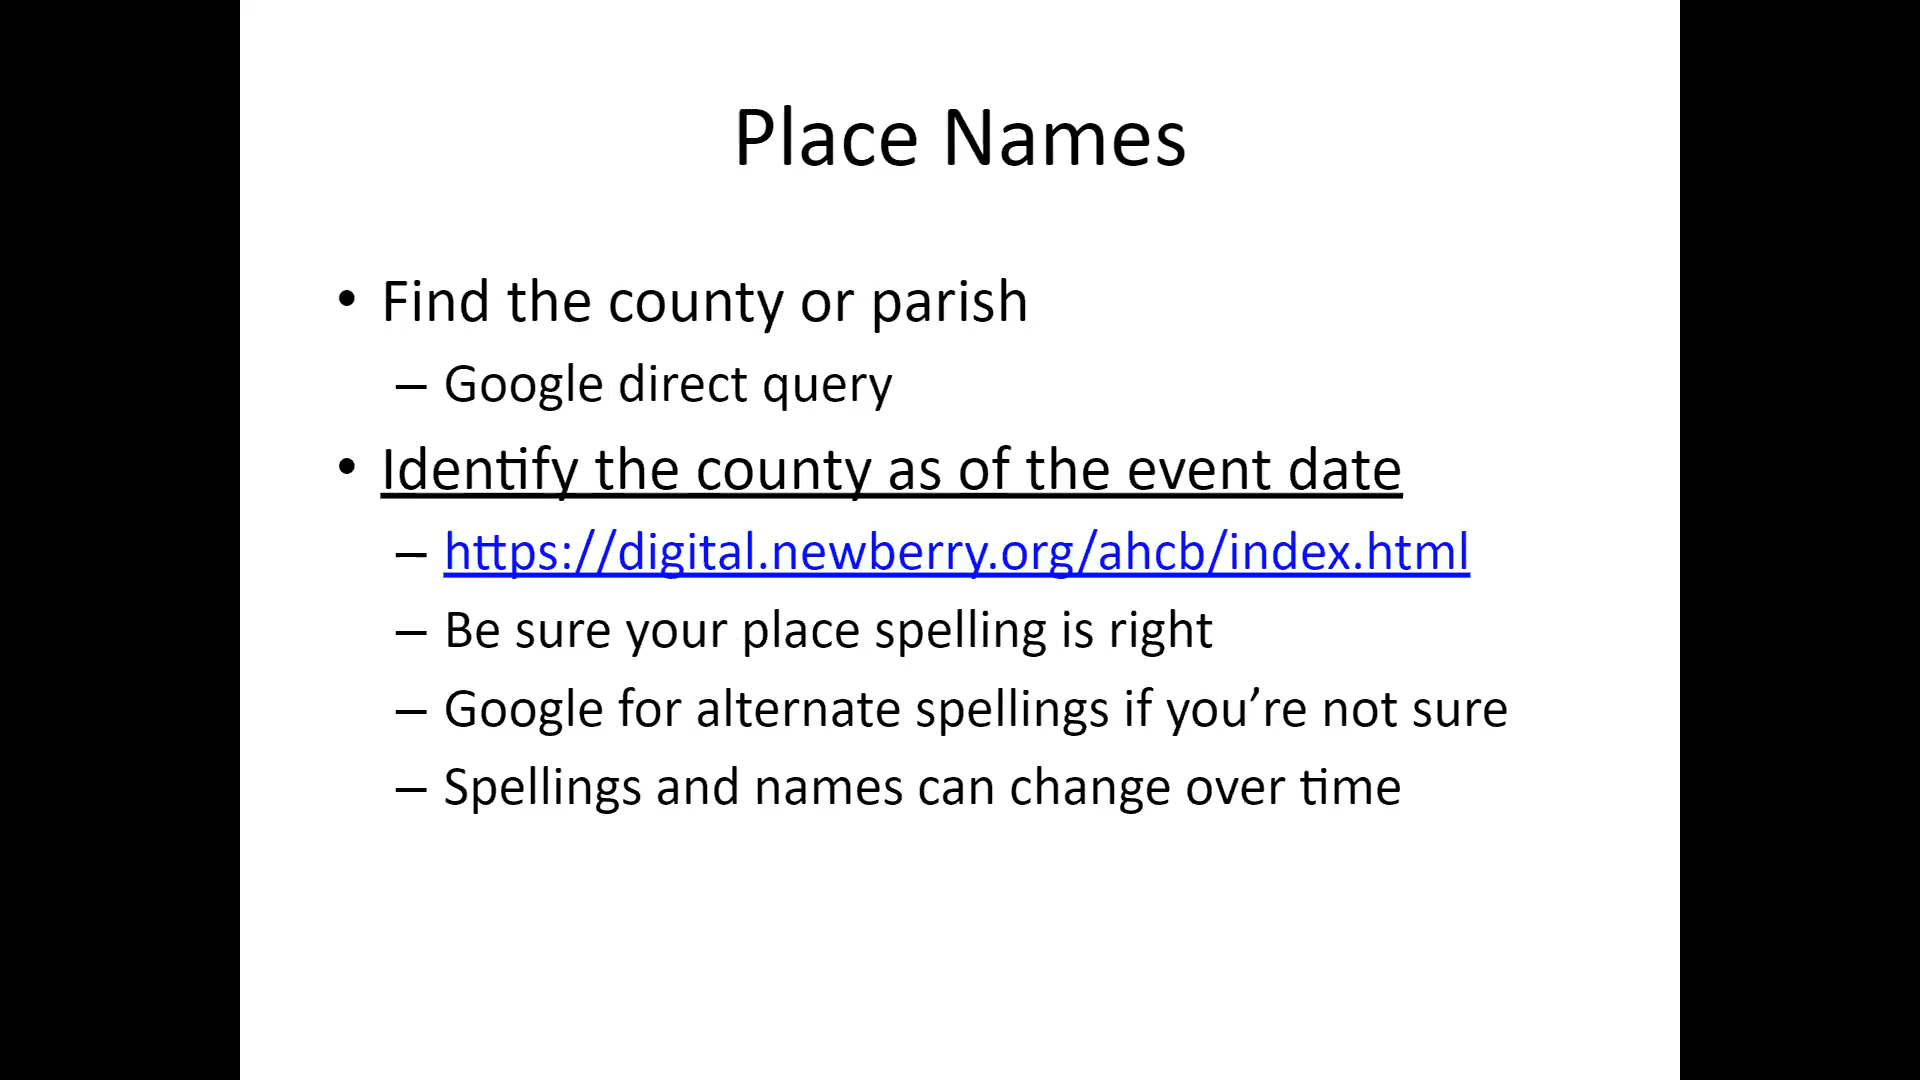 Place Names
• Find the county or parish
– Google direct query
• Identify the county as of the event date
– https://digital.newberry.org/ahcb/index.html
– Be sure your place spelling is right
– Google for alternate spellings if you’re not sure
– Spellings and names can change over time